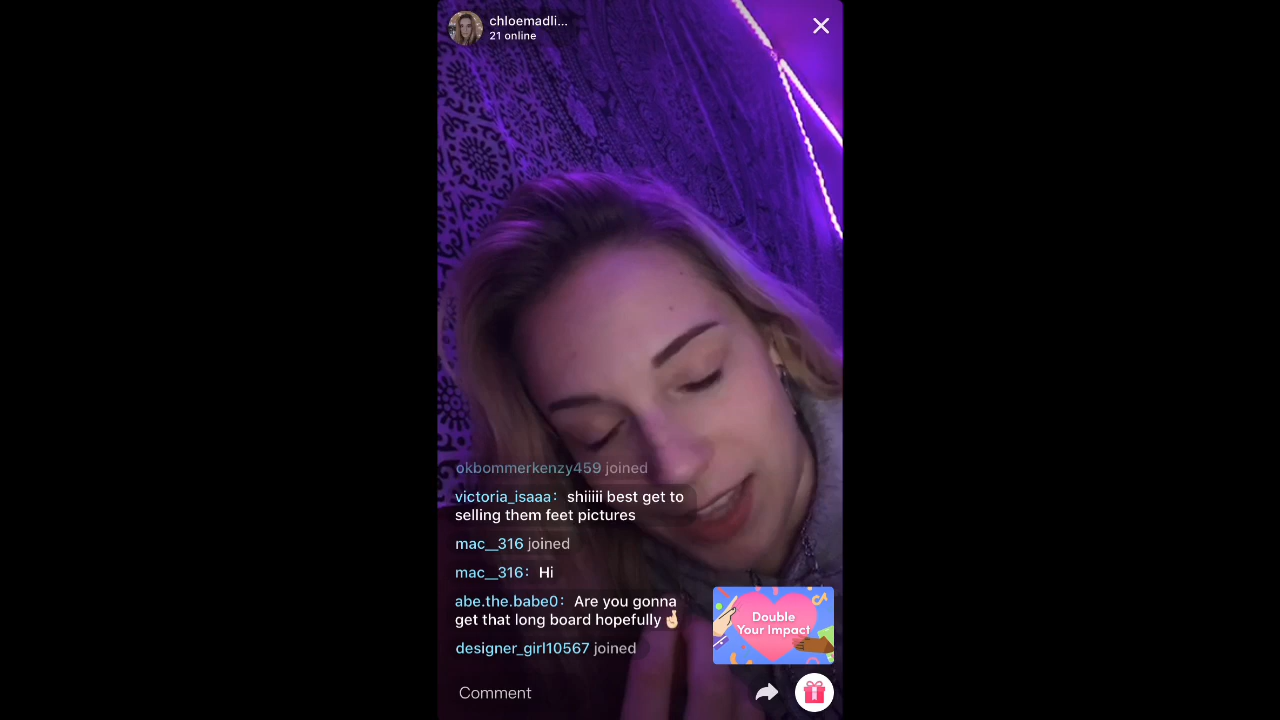 chloemadli...
21 online
okbommerkenzy459 joined
victoria_isaaa: shiiiii best get to
selling them feet pictures
mac__316 joined
mac__316: Hi
abe.the.babe0: Are you gonna
get that long board hopefully🤞🏻
designer_girl10567 joined
Double
Your Impact
Comment